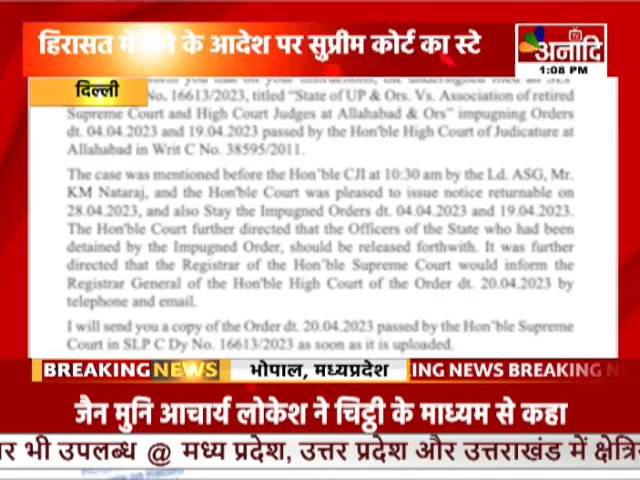 हिरासत में के आदेश पर सुप्रीम कोर्ट का स्टे
TV
अनादि
1:08 PM
दिल्ली
No. 16613/2023, titled “State of UP & Ors. Vs. Association of retired
Supreme Court and High Court Judges at Allahabad & Ors” impugning Orders
dt. 04.04.2023 and 19.04.2023 passed by the Hon'ble High Court of Judicature at
Allahabad in Writ C No. 38595/2011.
The case was mentioned before the Hon’ble CJI at 10:30 am by the Ld. ASG, Mr.
KM Nataraj, and the Hon'ble Court was pleased to issue notice returnable on
28.04.2023, and also Stay the Impugned Orders dt. 04.04.2023 and 19.04.2023.
The Hon'ble Court further directed that the Officers of the State who had been
detained by the Impugned Order, should be released forthwith. It was further
directed that the Registrar of the Hon’ble Supreme Court would inform the
Registrar General of the Hon'ble High Court of the Order dt. 20.04.2023 by
telephone and email.
I will send you a copy of the Order dt. 20.04.2023 passed by the Hon’ble Supreme
Court in SLP C Dy No. 16613/2023 as soon as it is uploaded.
BREAKING NEWS भोपाल, मध्यप्रदेश ING NEWS BREAKING N
जैन मुनि आचार्य लोकेश ने चिट्ठी के माध्यम से कहा
र भी उपलब्ध @ मध्य प्रदेश, उत्तर प्रदेश और उत्तराखंड में क्षेत्रि